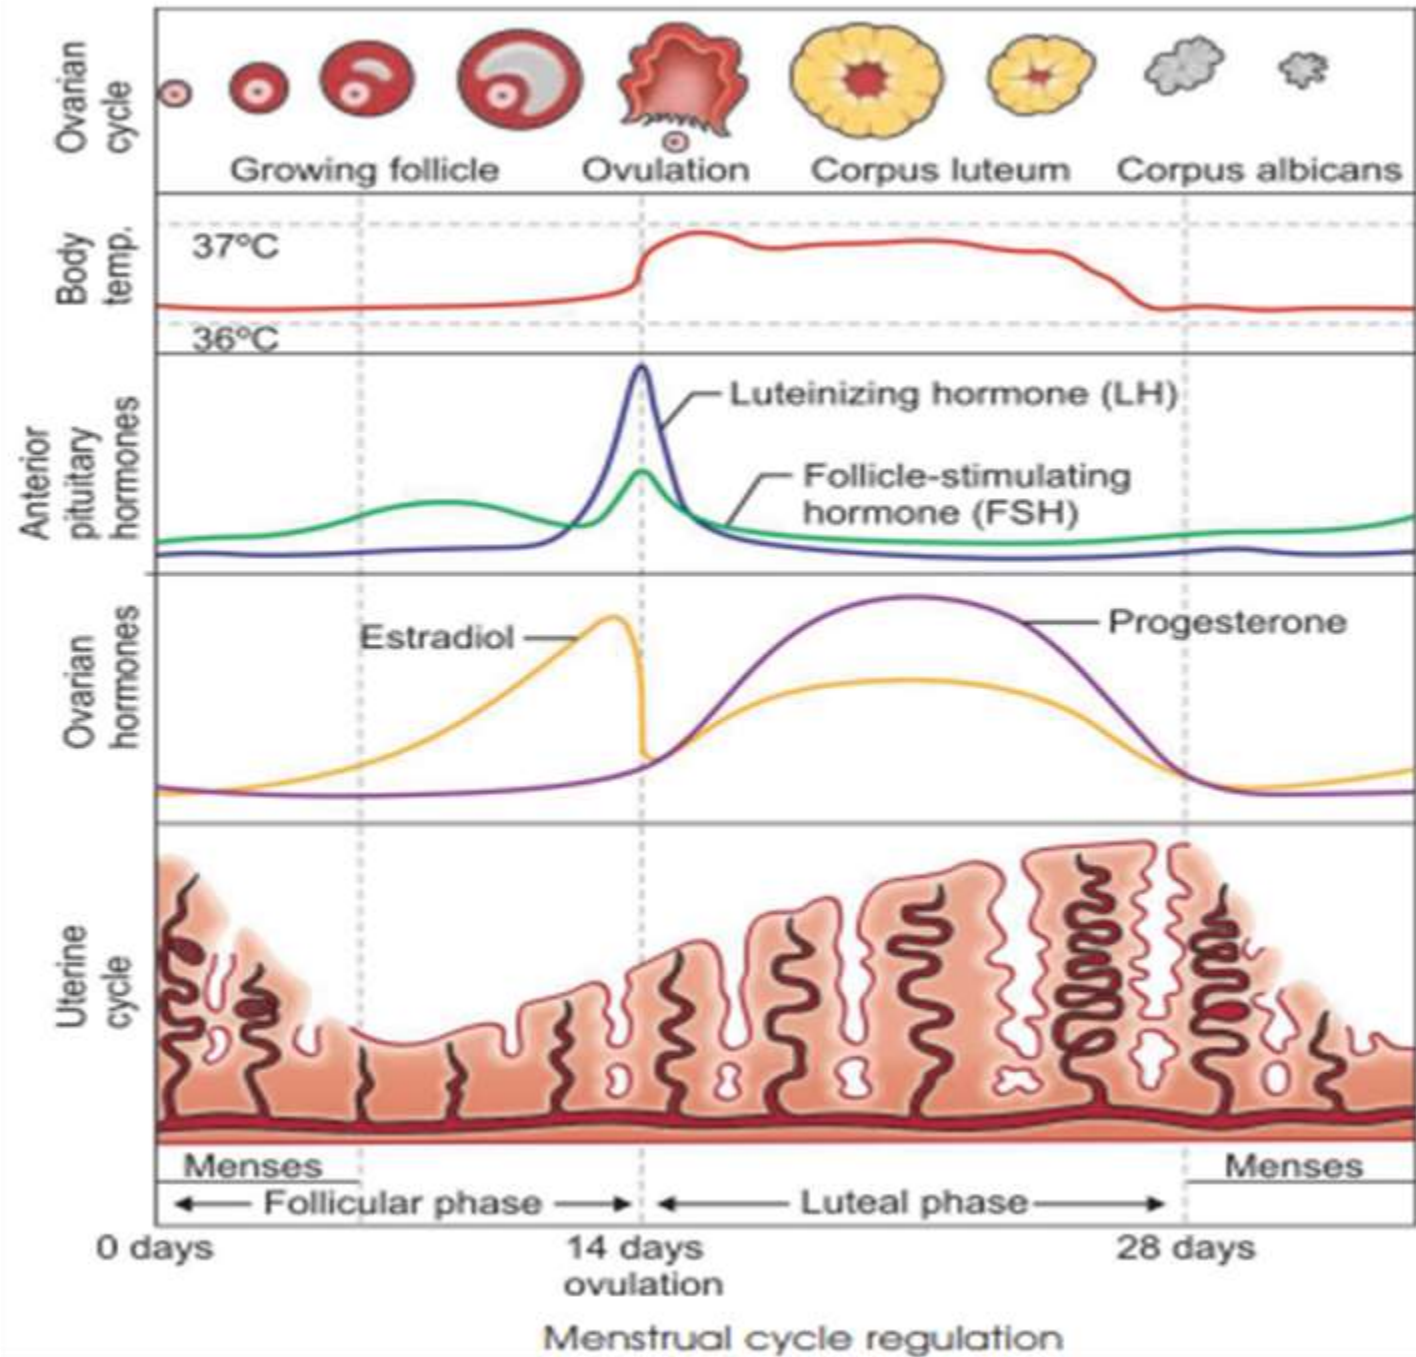 Ovarian
cycle
Growing follicle
Ovulation
Corpus luteum
Corpus albicans
Body
temp.
37°C
36°C
Anterior
pituitary
hormones
Luteinizing hormone (LH)
Follicle-stimulating
hormone (FSH)
Ovarian
hormones
Estradiol
Progesterone
Uterine
cycle
Menses
Menses
Follicular phase
Luteal phase
0 days
14 days
ovulation
28 days
Menstrual cycle regulation